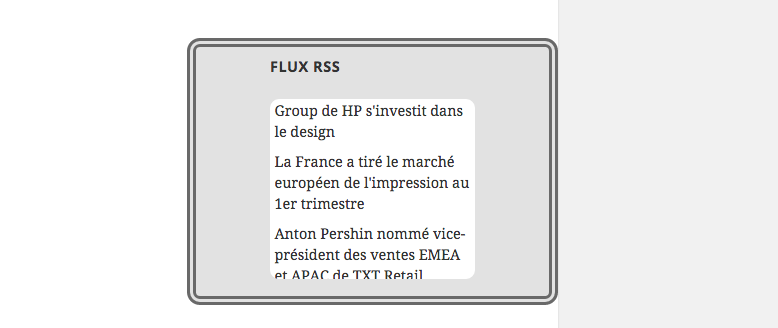 FLUX RSS
Group de HP s'investit dans
le design
La France a tiré le marché
européen de l'impression au
1er trimestre
Anton Pershin nommé vice-
président des ventes EMEA
et APAC de TXT Retail